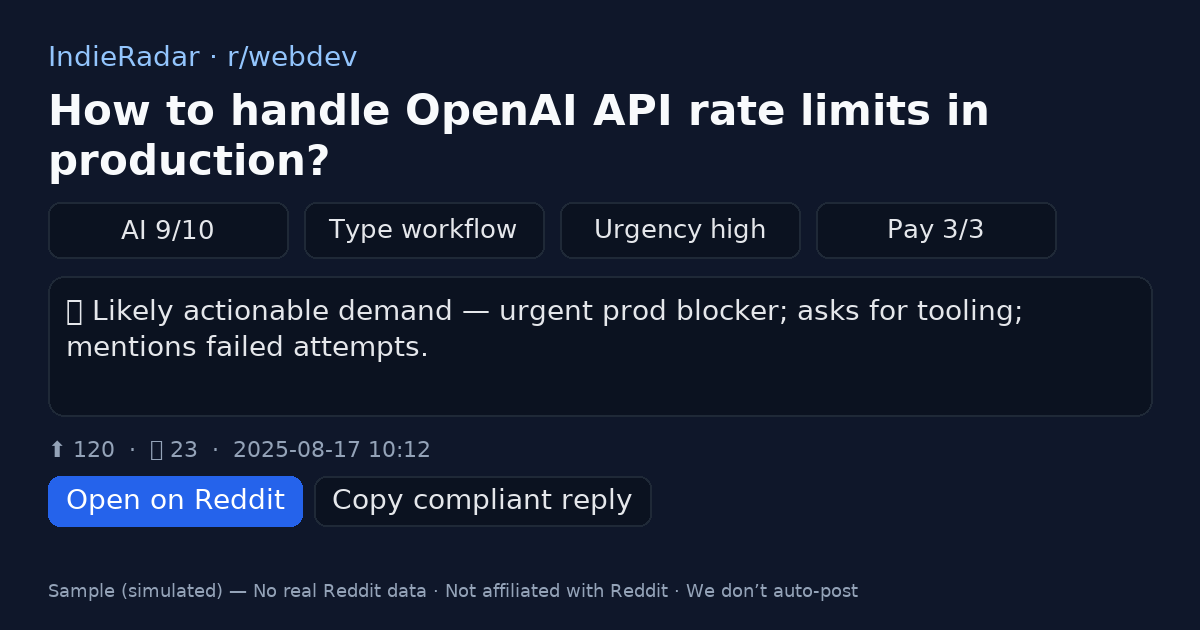 IndieRadar · r/webdev
How to handle OpenAI API rate limits in
production?
AI 9/10
Type workflow
Urgency high
Pay 3/3
▯ Likely actionable demand — urgent prod blocker; asks for tooling;
mentions failed attempts.
⬆ 120 · ▯ 23 · 2025-08-17 10:12
Open on Reddit
Copy compliant reply
Sample (simulated) — No real Reddit data · Not affiliated with Reddit · We don’t auto-post